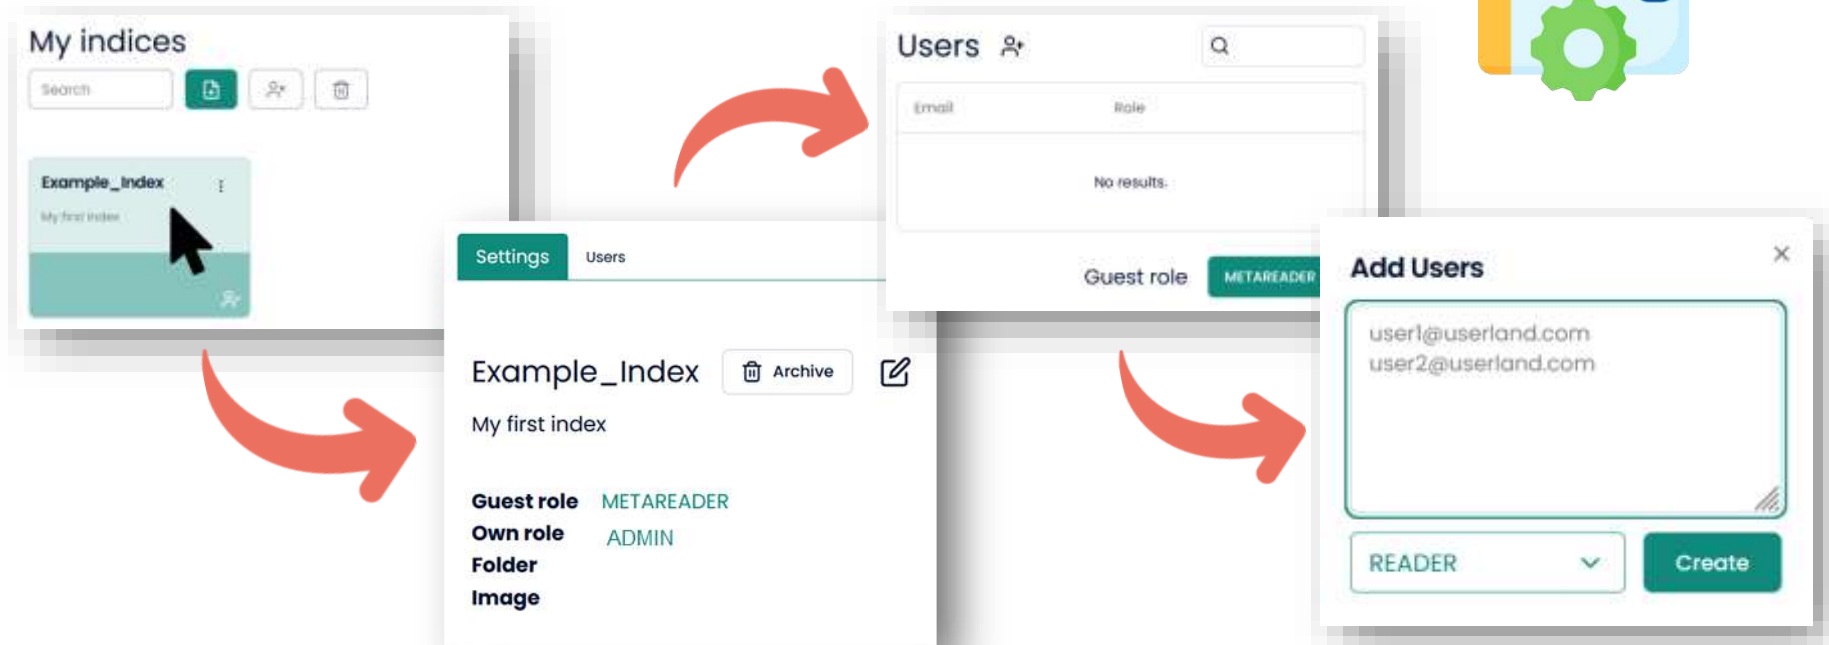 My indices
Search
Example_Index
My first index
Settings
Users
Example_Index
Archive
My first index
Guest role METAREADER
Own role ADMIN
Folder
Image
Users
Email Role
No results.
Guest role METAREADER
Add Users
user1@userland.com
user2@userland.com
READER
Create